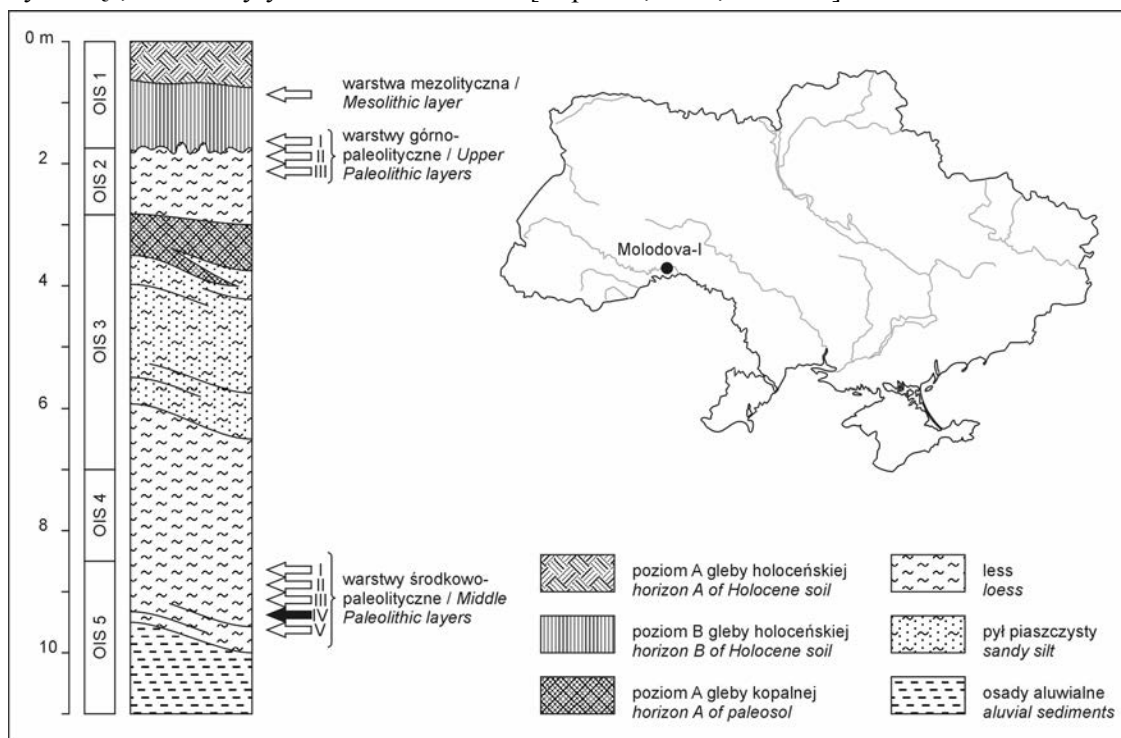 0 m
2
4
6
8
10
OIS 1
OIS 2
OIS 3
OIS 4
OIS 5
warstwa mezolityczna /
Mesolithic layer
I
II
III
warstwy górno-
paleolityczne / Upper
Paleolithic layers
I
II
III
IV
V
warstwy środkowo-
paleolityczne / Middle
Paleolithic layers
Molodova-I
poziom A gleby holoceńskiej
horizon A of Holocene soil
poziom B gleby holoceńskiej
horizon B of Holocene soil
poziom A gleby kopalnej
horizon A of paleosol
less
loess
pył piaszczysty
sandy silt
osady aluwialne
aluvial sediments